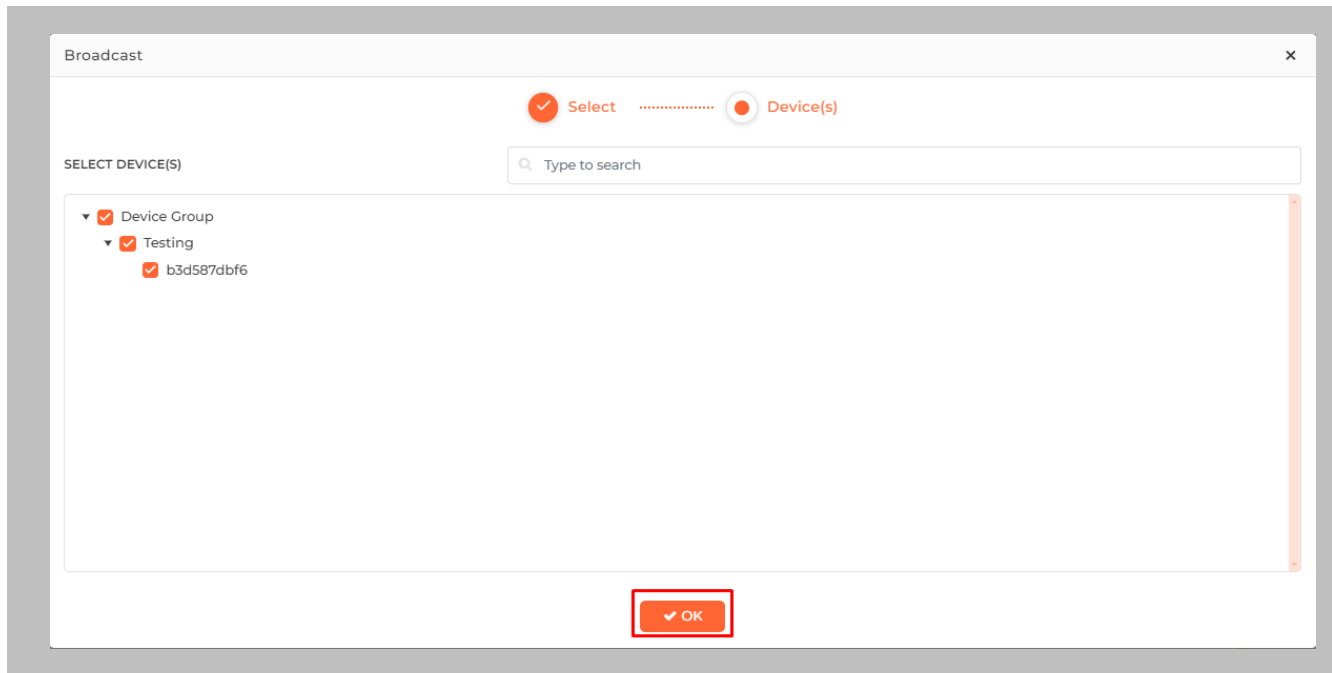 Broadcast
Select
Device(s)
SELECT DEVICE(S)
Type to search
Device Group
Testing
b3d587dbf6
OK